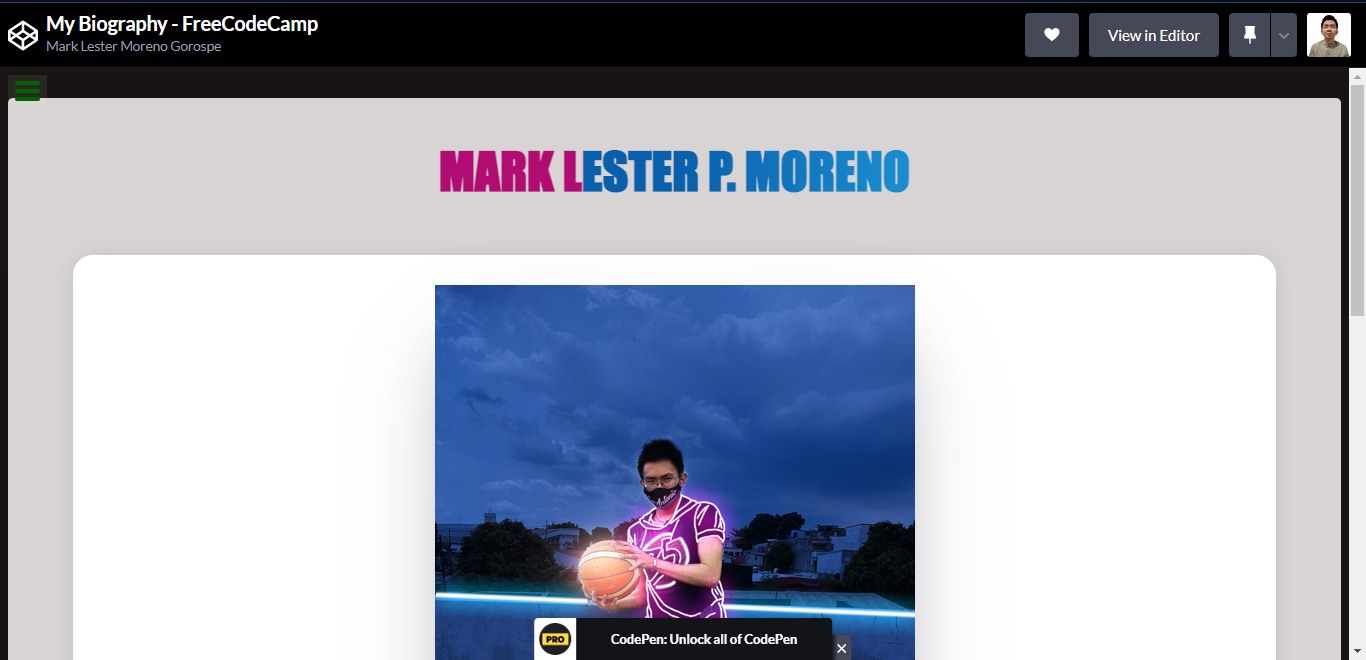 My Biography - FreeCodeCamp
Mark Lester Moreno Gorospe
View in Editor
MARK LESTER P. MORENO
PRO
CodePen: Unlock all of CodePen